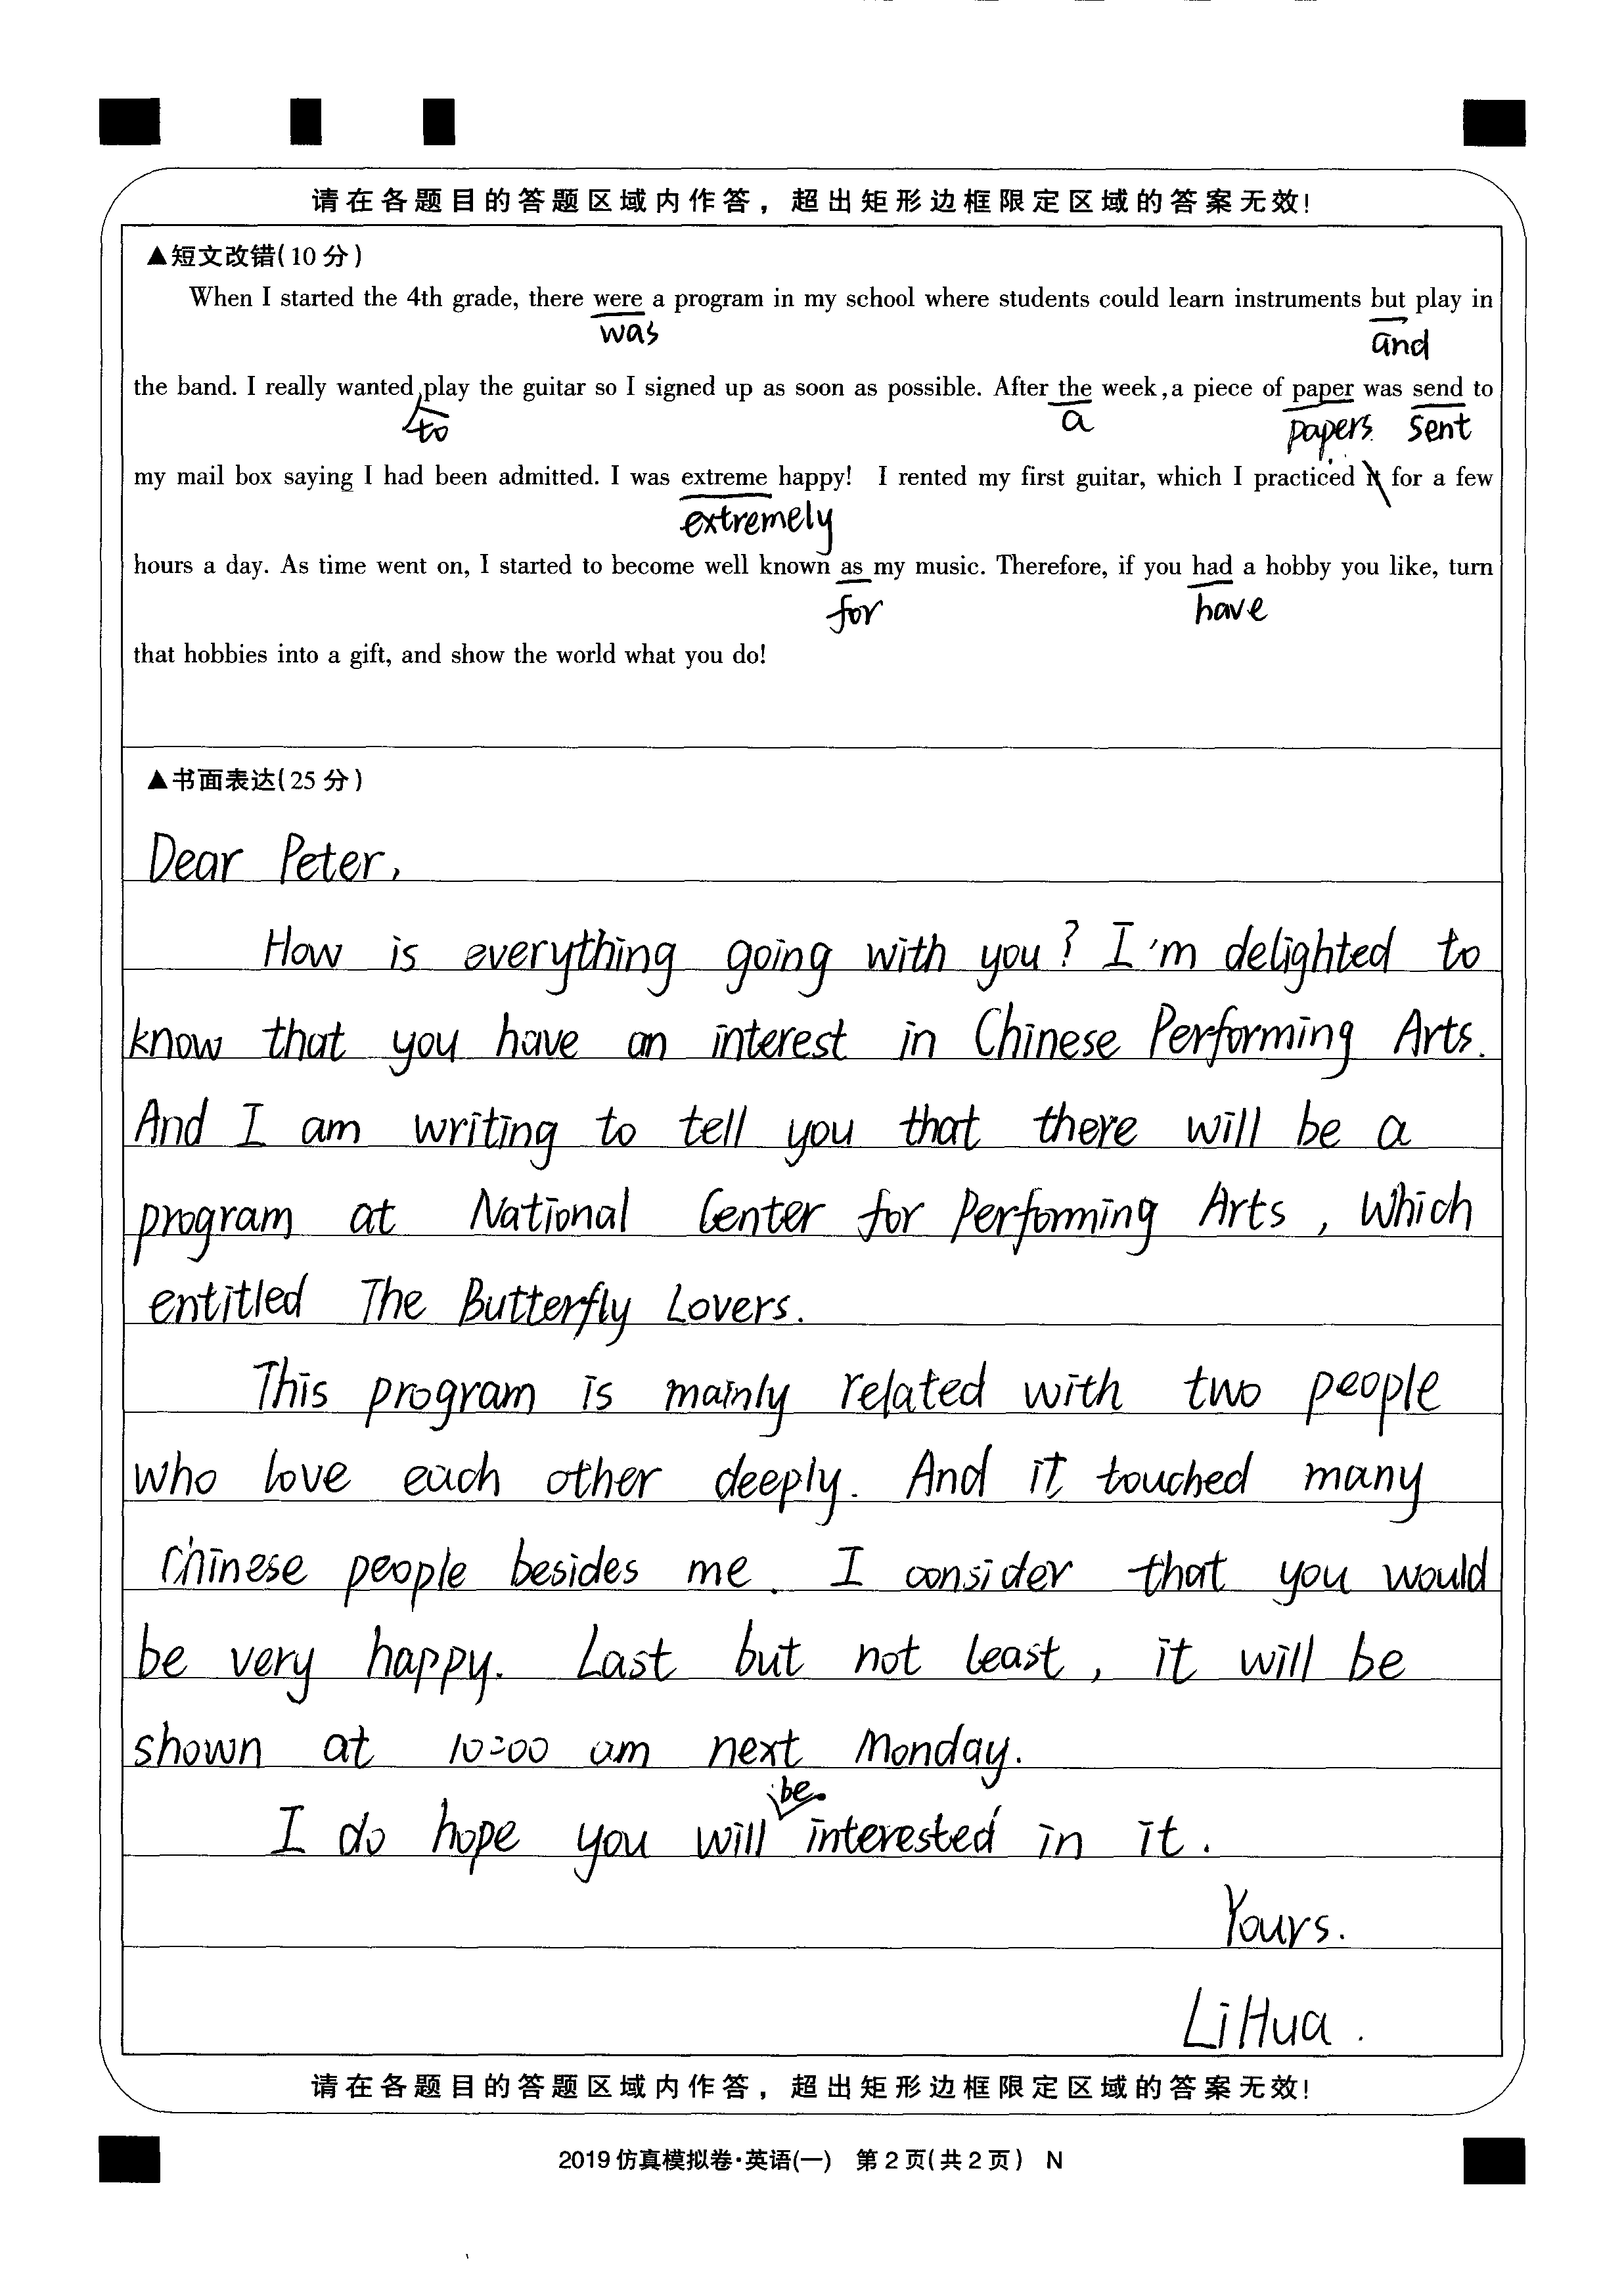 请在各题目的答题区域内作答，超出矩形边框限定区域的答案无效！
▲短文改错（10分）
When I started the 4th grade, there were a program in my school where students could learn instruments but play in
was
and
the band. I really wanted play the guitar so I signed up as soon as possible. After the week, a piece of paper was send to
to
a
papers
sent
my mail box saying I had been admitted. I was extreme happy! I rented my first guitar, which I practiced it for a few
extremely
hours a day. As time went on, I started to become well known as my music. Therefore, if you had a hobby you like, turn
for
have
that hobbies into a gift, and show the world what you do!
▲书面表达（25分）
Dear Peter,
How is everything going with you? I'm delighted to
know that you have an interest in Chinese Performing Arts.
And I am writing to tell you that there will be a
program at National Center for Performing Arts, which
entitled The Butterfly Lovers.
This program is mainly related with two people
who love each other deeply. And it touched many
Chinese people besides me. I consider that you would
be very happy. Last but not least, it will be
shown at 10:00 am next Monday.
be
I do hope you will interested in it.
Yours.
Li Hua.
请在各题目的答题区域内作答，超出矩形边框限定区域的答案无效！
2019仿真模拟卷·英语(一) 第2页(共2页) N